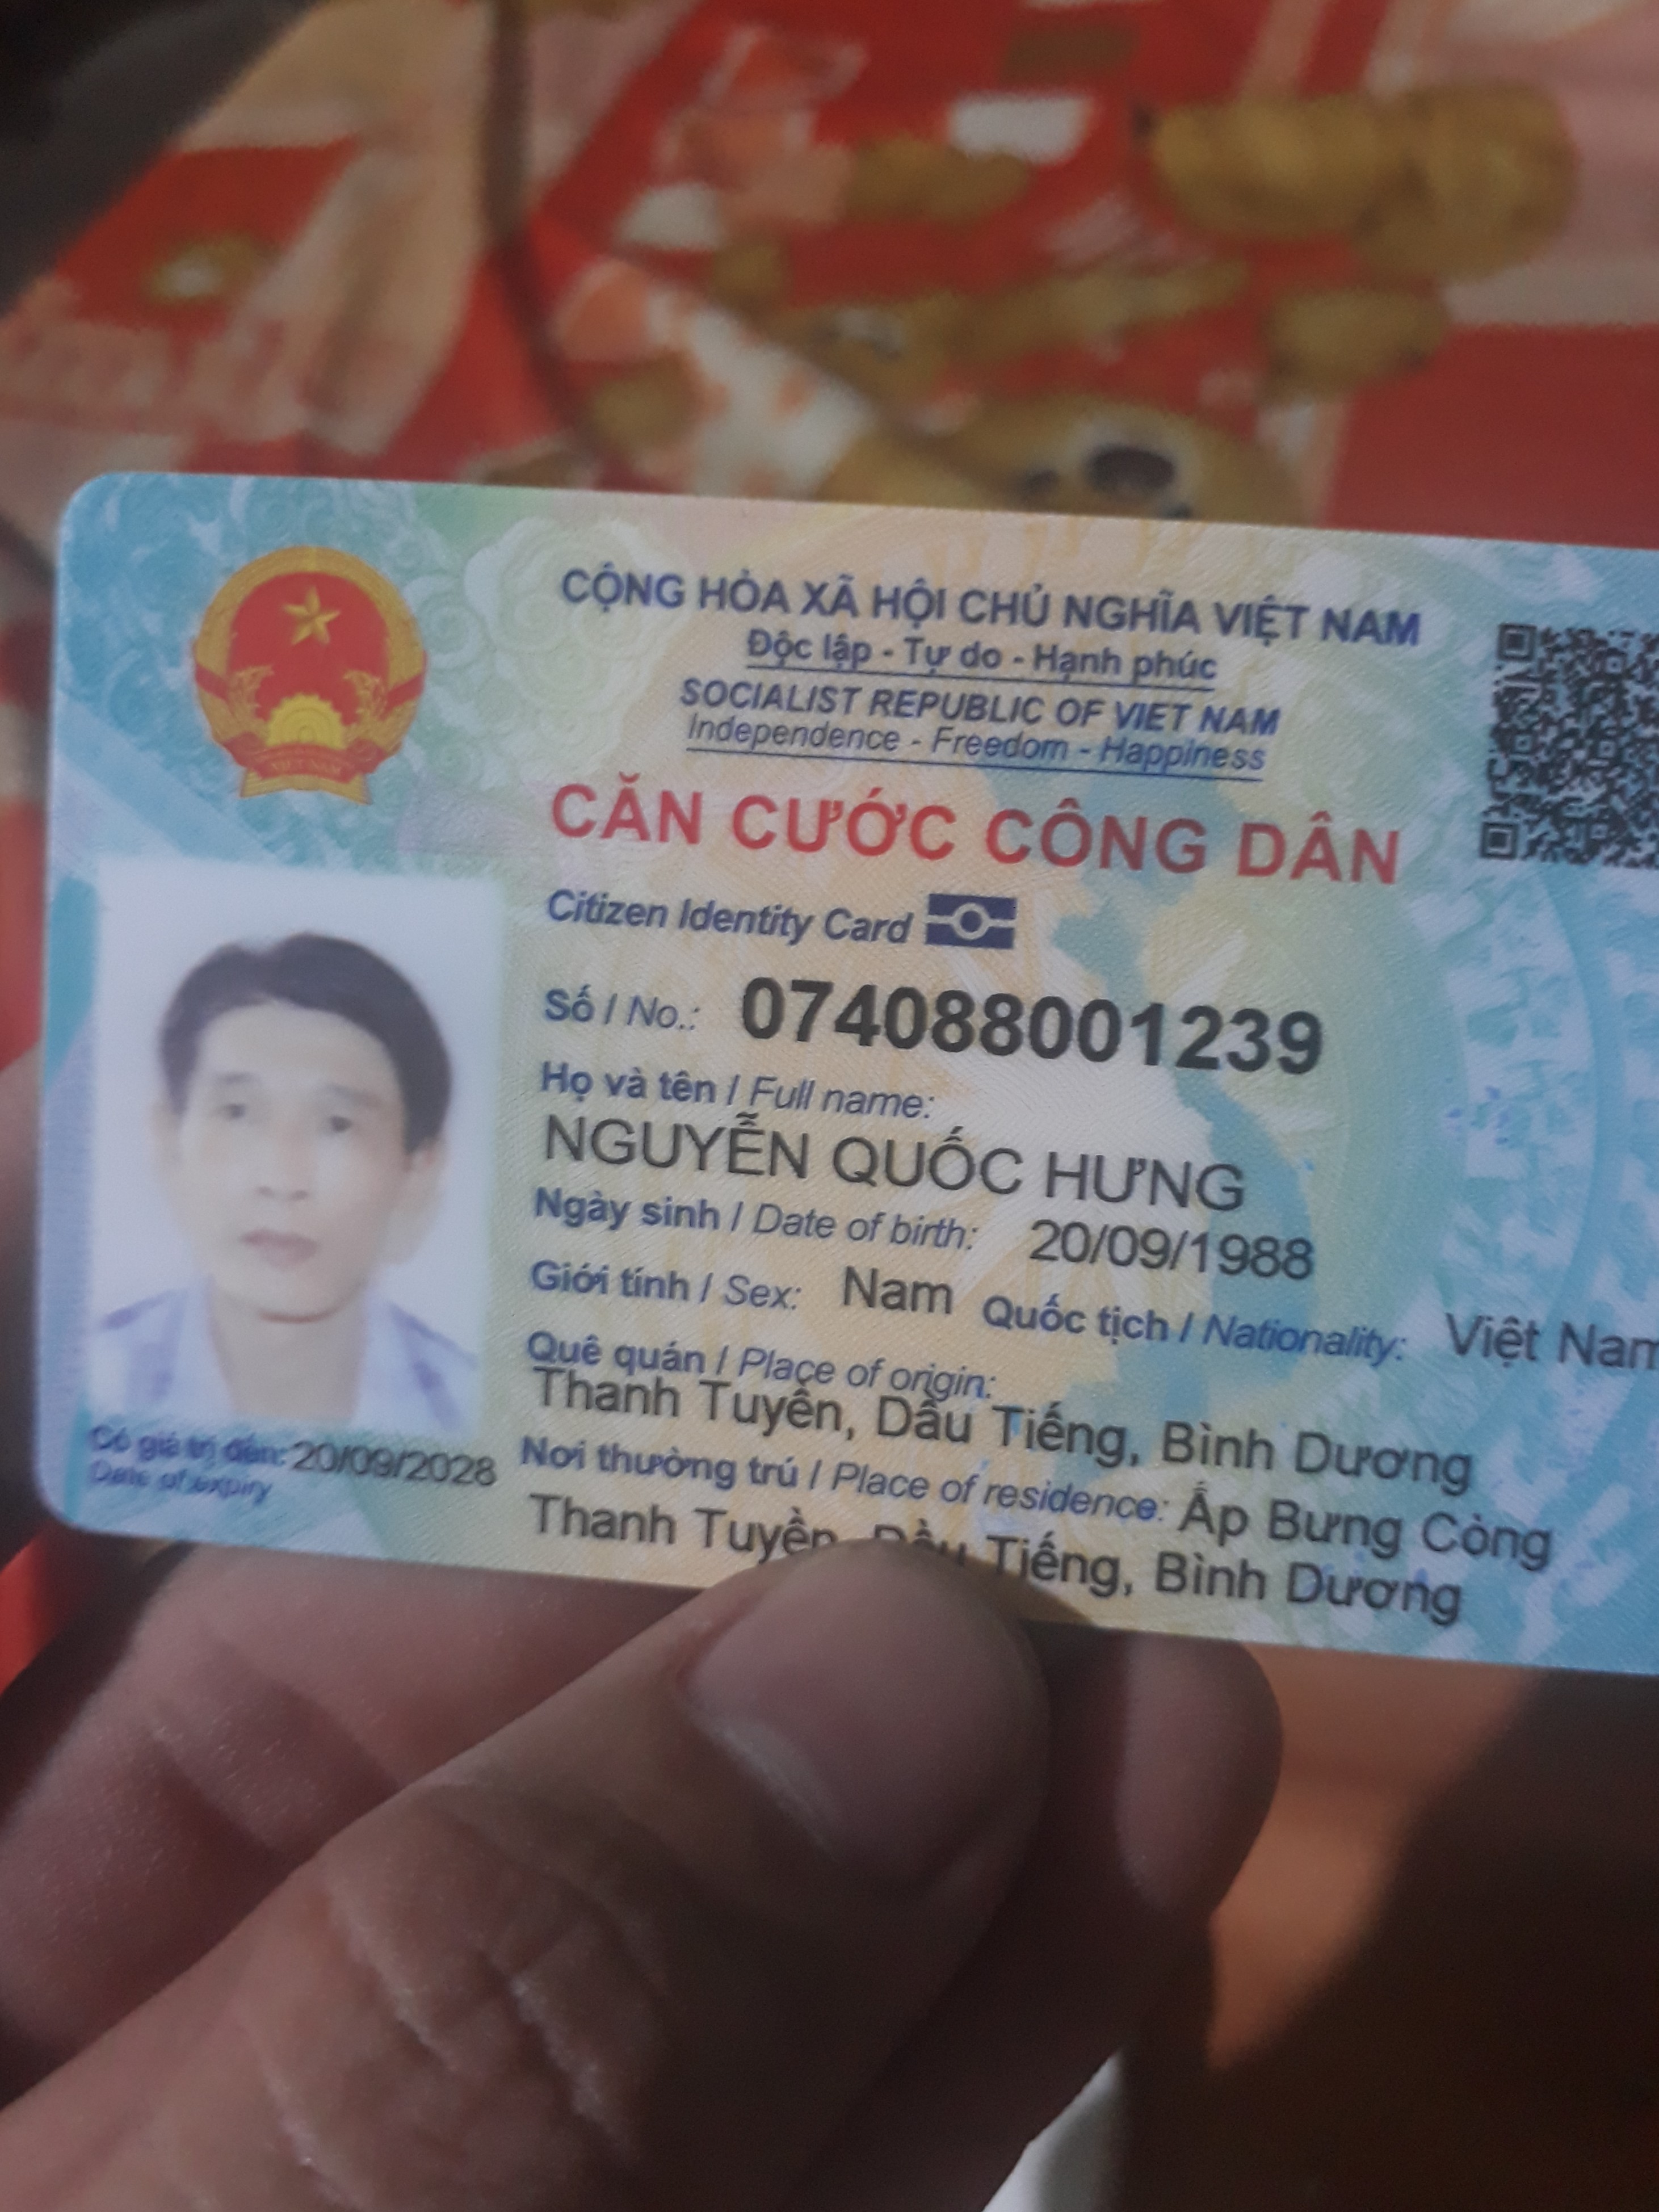 CỘNG HÒA XÃ HỘI CHỦ NGHĨA VIỆT NAM
Độc lập - Tự do - Hạnh phúc
SOCIALIST REPUBLIC OF VIET NAM
Independence - Freedom - Happiness
CĂN CƯỚC CÔNG DÂN
Citizen Identity Card
Số / No.: 074088001239
Họ và tên / Full name:
NGUYỄN QUỐC HƯNG
Ngày sinh / Date of birth: 20/09/1988
Giới tính / Sex: Nam Quốc tịch / Nationality: Việt Nam
Quê quán / Place of origin:
Thanh Tuyền, Dầu Tiếng, Bình Dương
Nơi thường trú / Place of residence: Ấp Bưng Còng
Thanh Tuyền, Dầu Tiếng, Bình Dương
Có giá trị đến: 20/09/2028
Date of expiry
VIỆT NAM